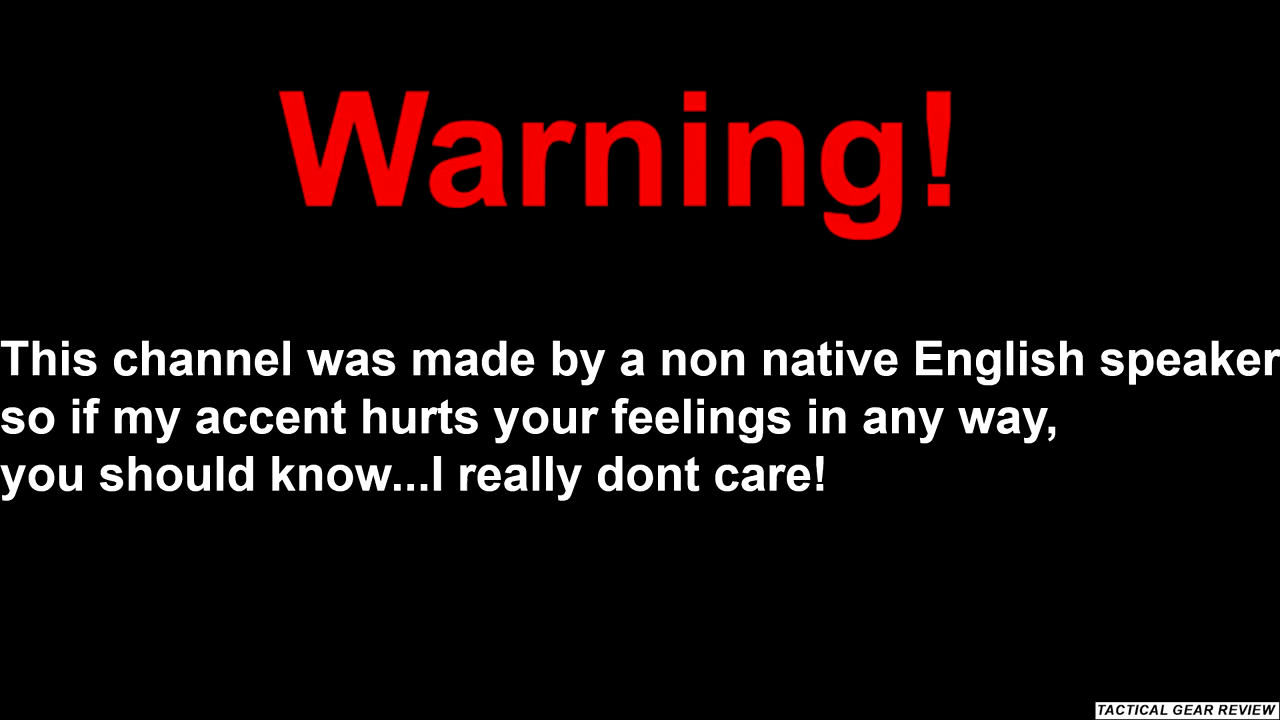 Warning!
This channel was made by a non native English speaker
so if my accent hurts your feelings in any way,
you should know...I really dont care!
TACTICAL GEAR REVIEW